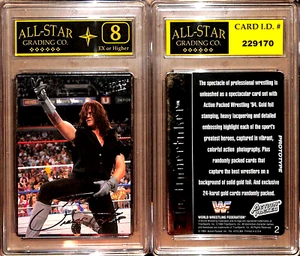 ALL-STAR
GRADING CO.
8
EX or Higher
ALL-STAR
GRADING CO.
CARD I.D. #
229170
The spectacle of professional wrestling is
unleashed as a spectacular card set with
Action Packed Wrestling '94. Gold foil
stamping, heavy lacquering and detailed
embossing highlight each of the sport's
greatest heroes, captured in vibrant,
colorful action photography. Plus
randomly packed cards that
capture the best wrestlers on a
background of solid gold foil. And exclusive
24-karat gold cards randomly packed.
PROTOTYPE
WORLD WRESTLING FEDERATION
ACTION PACKED
2